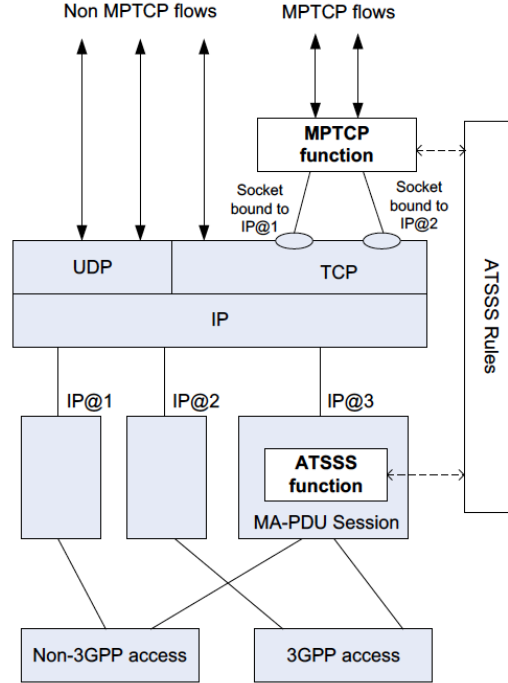 Non MPTCP flows
MPTCP flows
MPTCP
function
Socket
bound to
IP@1
Socket
bound to
IP@2
UDP
TCP
IP
ATSSS Rules
IP@1
IP@2
IP@3
ATSSS
function
MA-PDU Session
Non-3GPP access
3GPP access